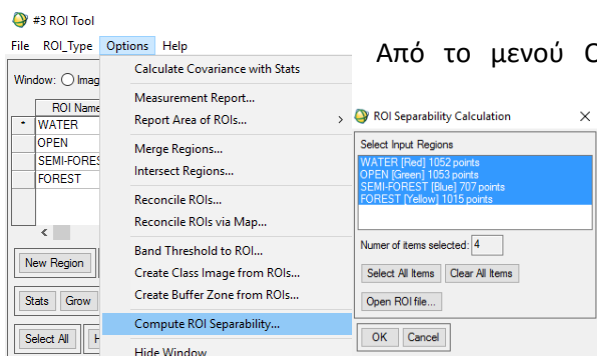 #3 ROI Tool
File ROI_Type Options Help
Window: Imag
ROI Name
* WATER
OPEN
SEMI-FORES
FOREST
<
New Region
Stats Grow
Select All H
Calculate Covariance with Stats
Measurement Report...
Report Area of ROIs... >
Merge Regions...
Intersect Regions...
Reconcile ROIs...
Reconcile ROIs via Map...
Band Threshold to ROI...
Create Class Image from ROIs...
Create Buffer Zone from ROIs...
Compute ROI Separability...
Hide Window
Από το μενού O
ROI Separability Calculation ×
Select Input Regions
WATER [Red] 1052 points
OPEN [Green] 1053 points
SEMI-FOREST [Blue] 707 points
FOREST [Yellow] 1015 points
Numer of items selected: 4
Select All Items Clear All Items
Open ROI file...
OK Cancel